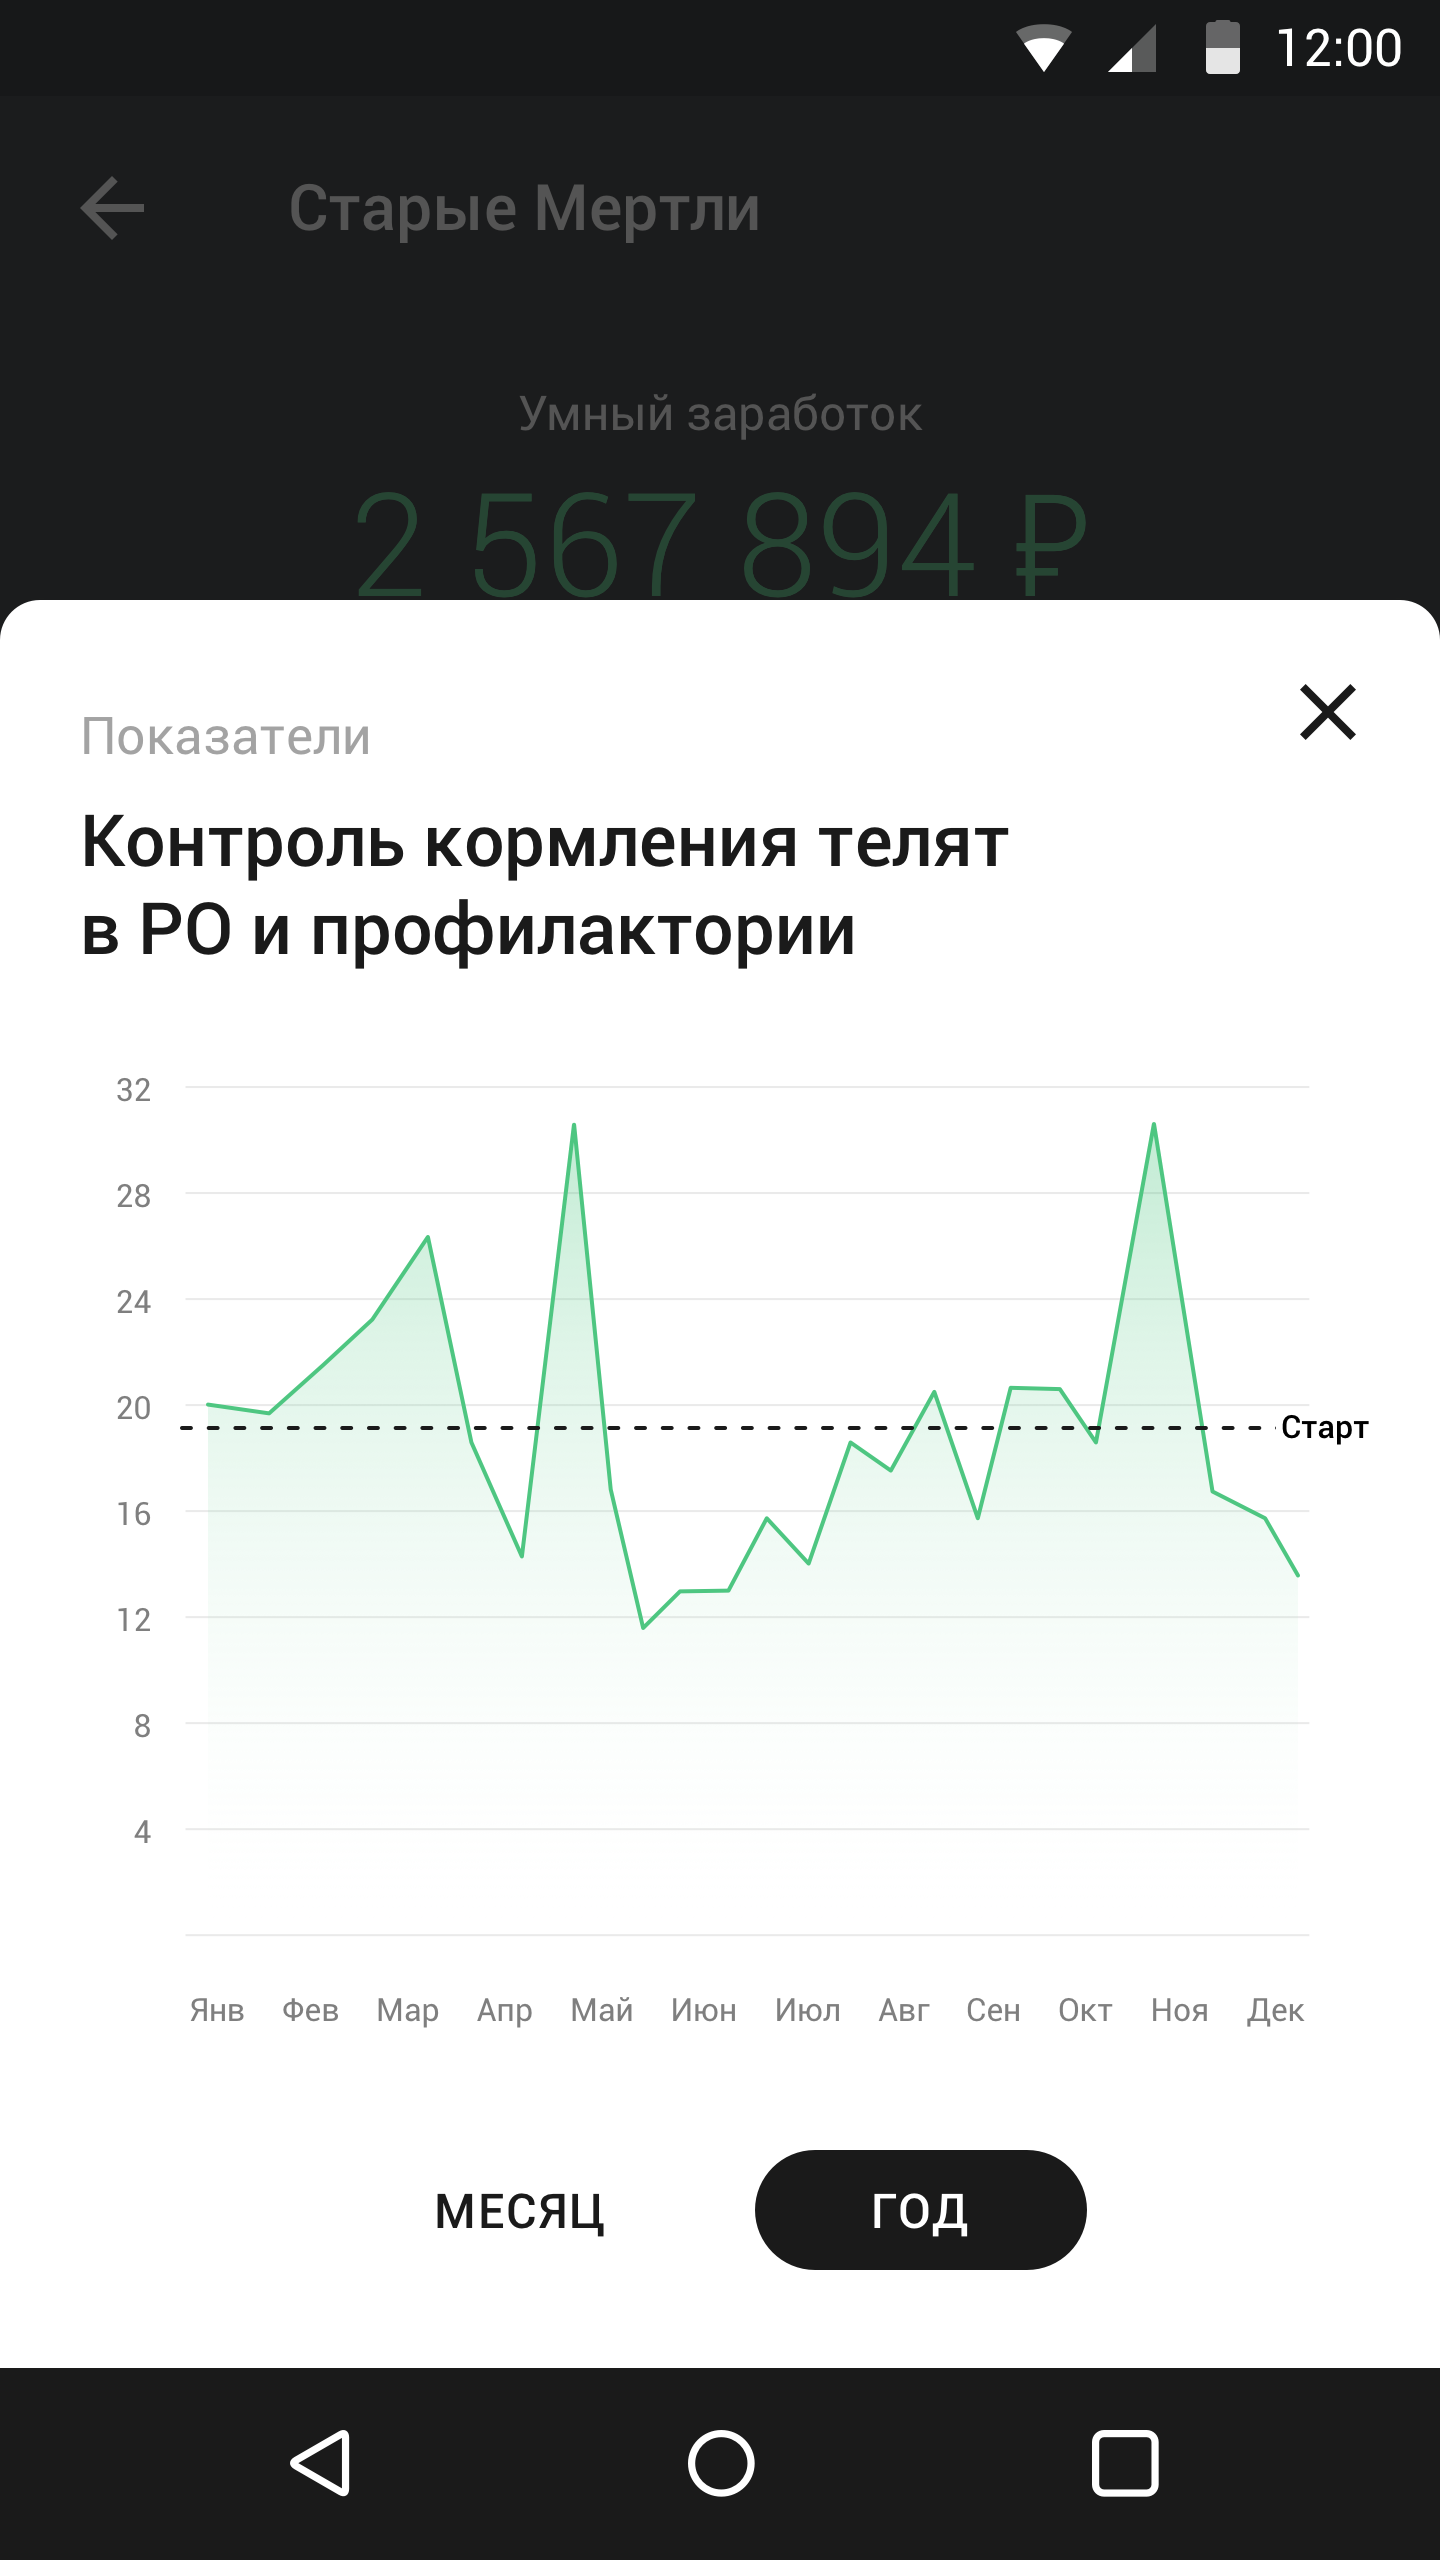 12:00
Старые Мертли
Умный заработок
2 567 894 ₽
Показатели
Контроль кормления телят
в РО и профилактории
32
28
24
20
Старт
16
12
8
4
Янв Фев Мар Апр Май Июн Июл Авг Сен Окт Ноя Дек
МЕСЯЦ ГОД